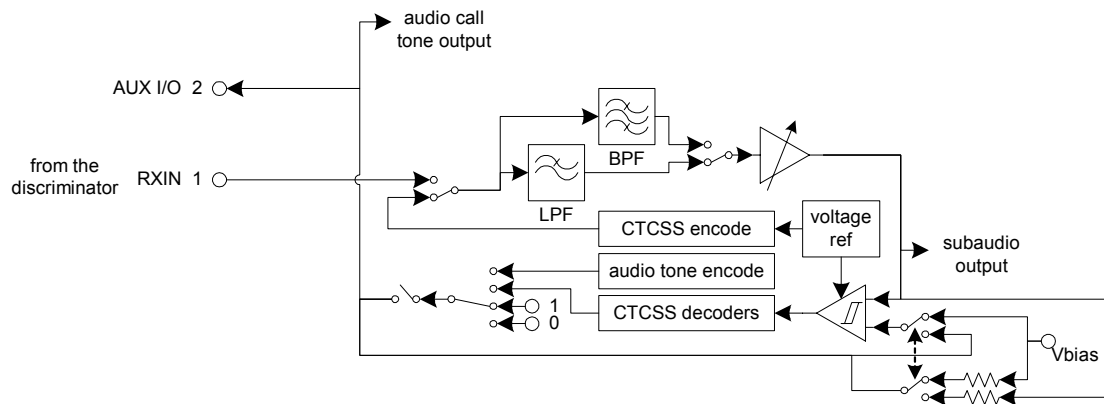 audio call
tone output
AUX I/O 2
from the
discriminator
RXIN 1
BPF
LPF
CTCSS encode
voltage
ref
audio tone encode
subaudio
output
CTCSS decoders
1
0
Vbias